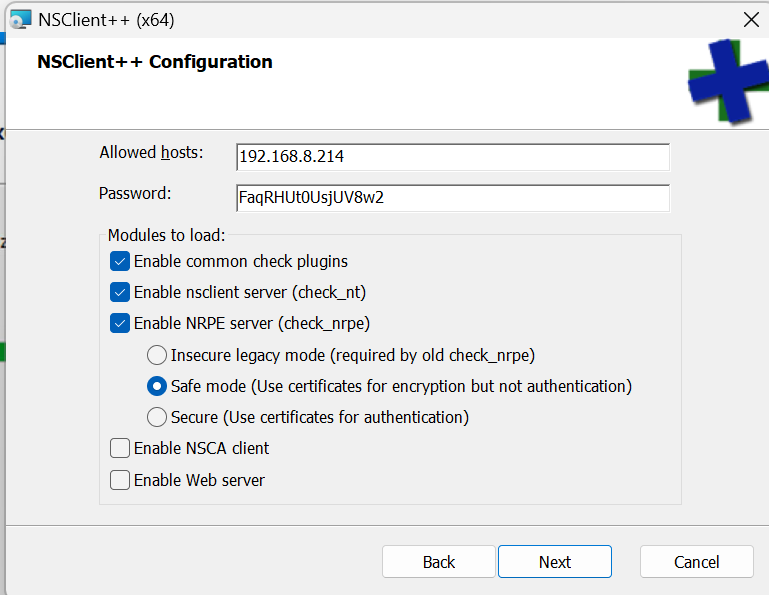 NSClient++ (x64)
NSClient++ Configuration
Allowed hosts: 192.168.8.214
Password: FaqRHUt0UsjUV8w2
Modules to load:
Enable common check plugins
Enable nsclient server (check_nt)
Enable NRPE server (check_nrpe)
Insecure legacy mode (required by old check_nrpe)
Safe mode (Use certificates for encryption but not authentication)
Secure (Use certificates for authentication)
Enable NSCA client
Enable Web server
Back Next Cancel